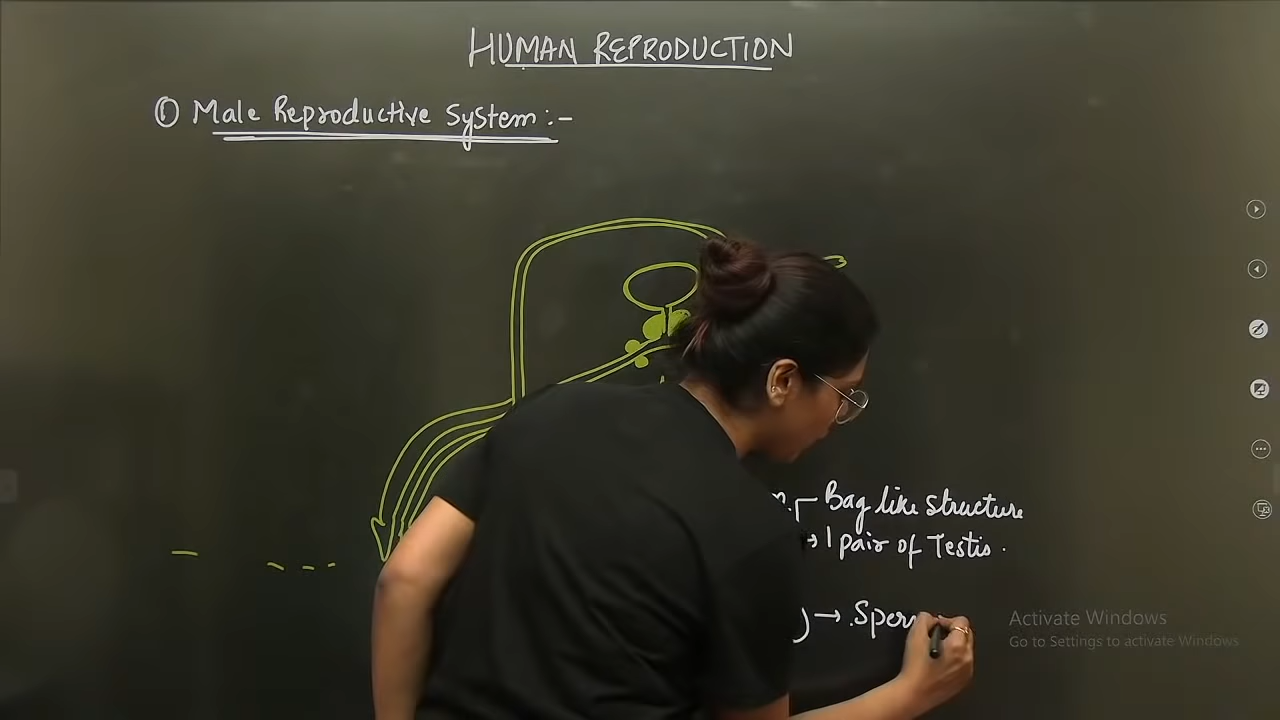 HUMAN REPRODUCTION
① Male Reproductive System :-
Bag like structure
→ 1 pair of Testis.
) → Sper
Activate Windows
Go to Settings to activate Windows